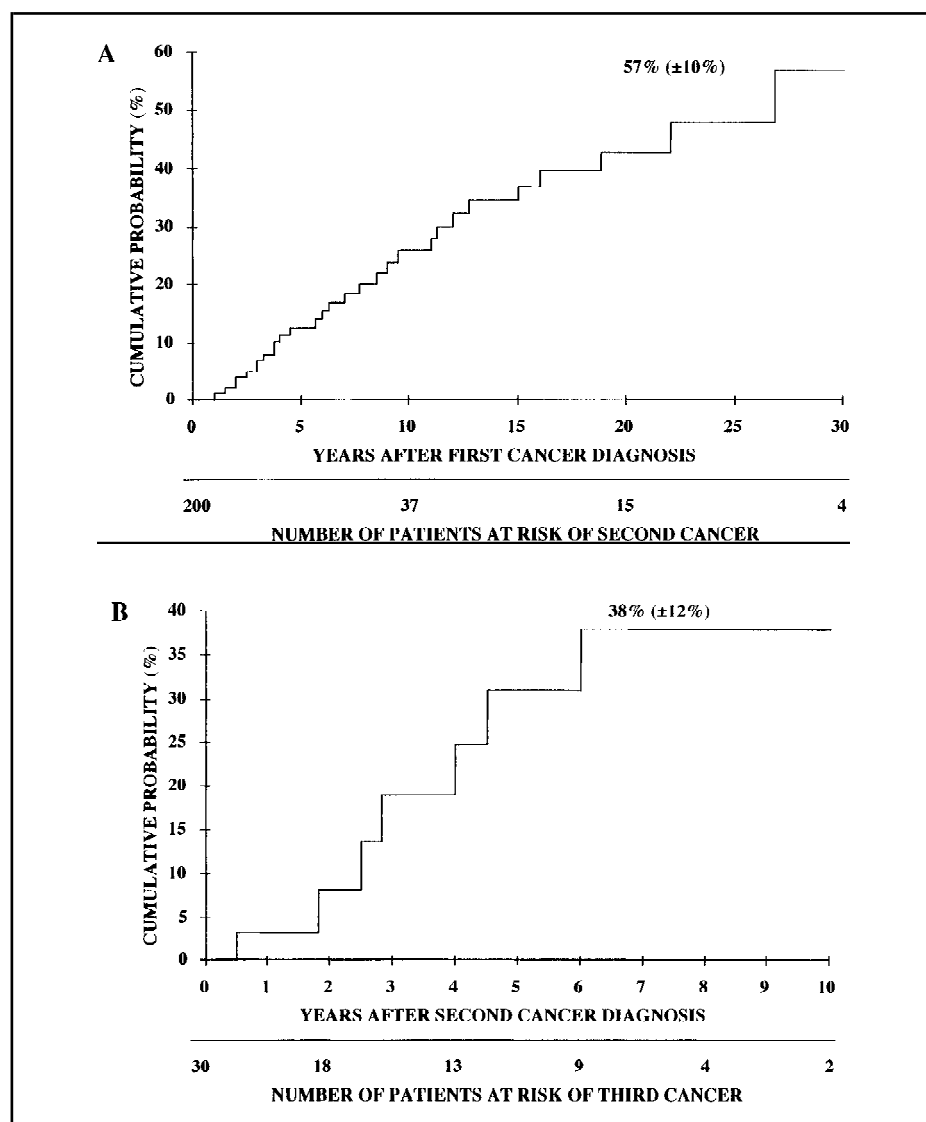 A
60
57% (±10%)
50
40
30
20
10
0
CUMULATIVE PROBABILITY (%)
0 5 10 15 20 25 30
YEARS AFTER FIRST CANCER DIAGNOSIS
200 37 15 4
NUMBER OF PATIENTS AT RISK OF SECOND CANCER
B
40
38% (±12%)
35
30
25
20
15
10
5
0
CUMULATIVE PROBABILITY (%)
0 1 2 3 4 5 6 7 8 9 10
YEARS AFTER SECOND CANCER DIAGNOSIS
30 18 13 9 4 2
NUMBER OF PATIENTS AT RISK OF THIRD CANCER